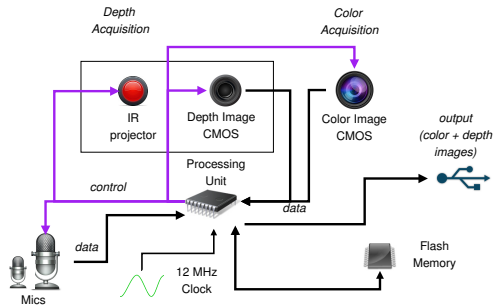 Depth
Acquisition
Color
Acquisition
IR
projector
Depth Image
CMOS
Color Image
CMOS
output
(color + depth
images)
Processing
Unit
control
data
data
12 MHz
Clock
Flash
Memory
Mics